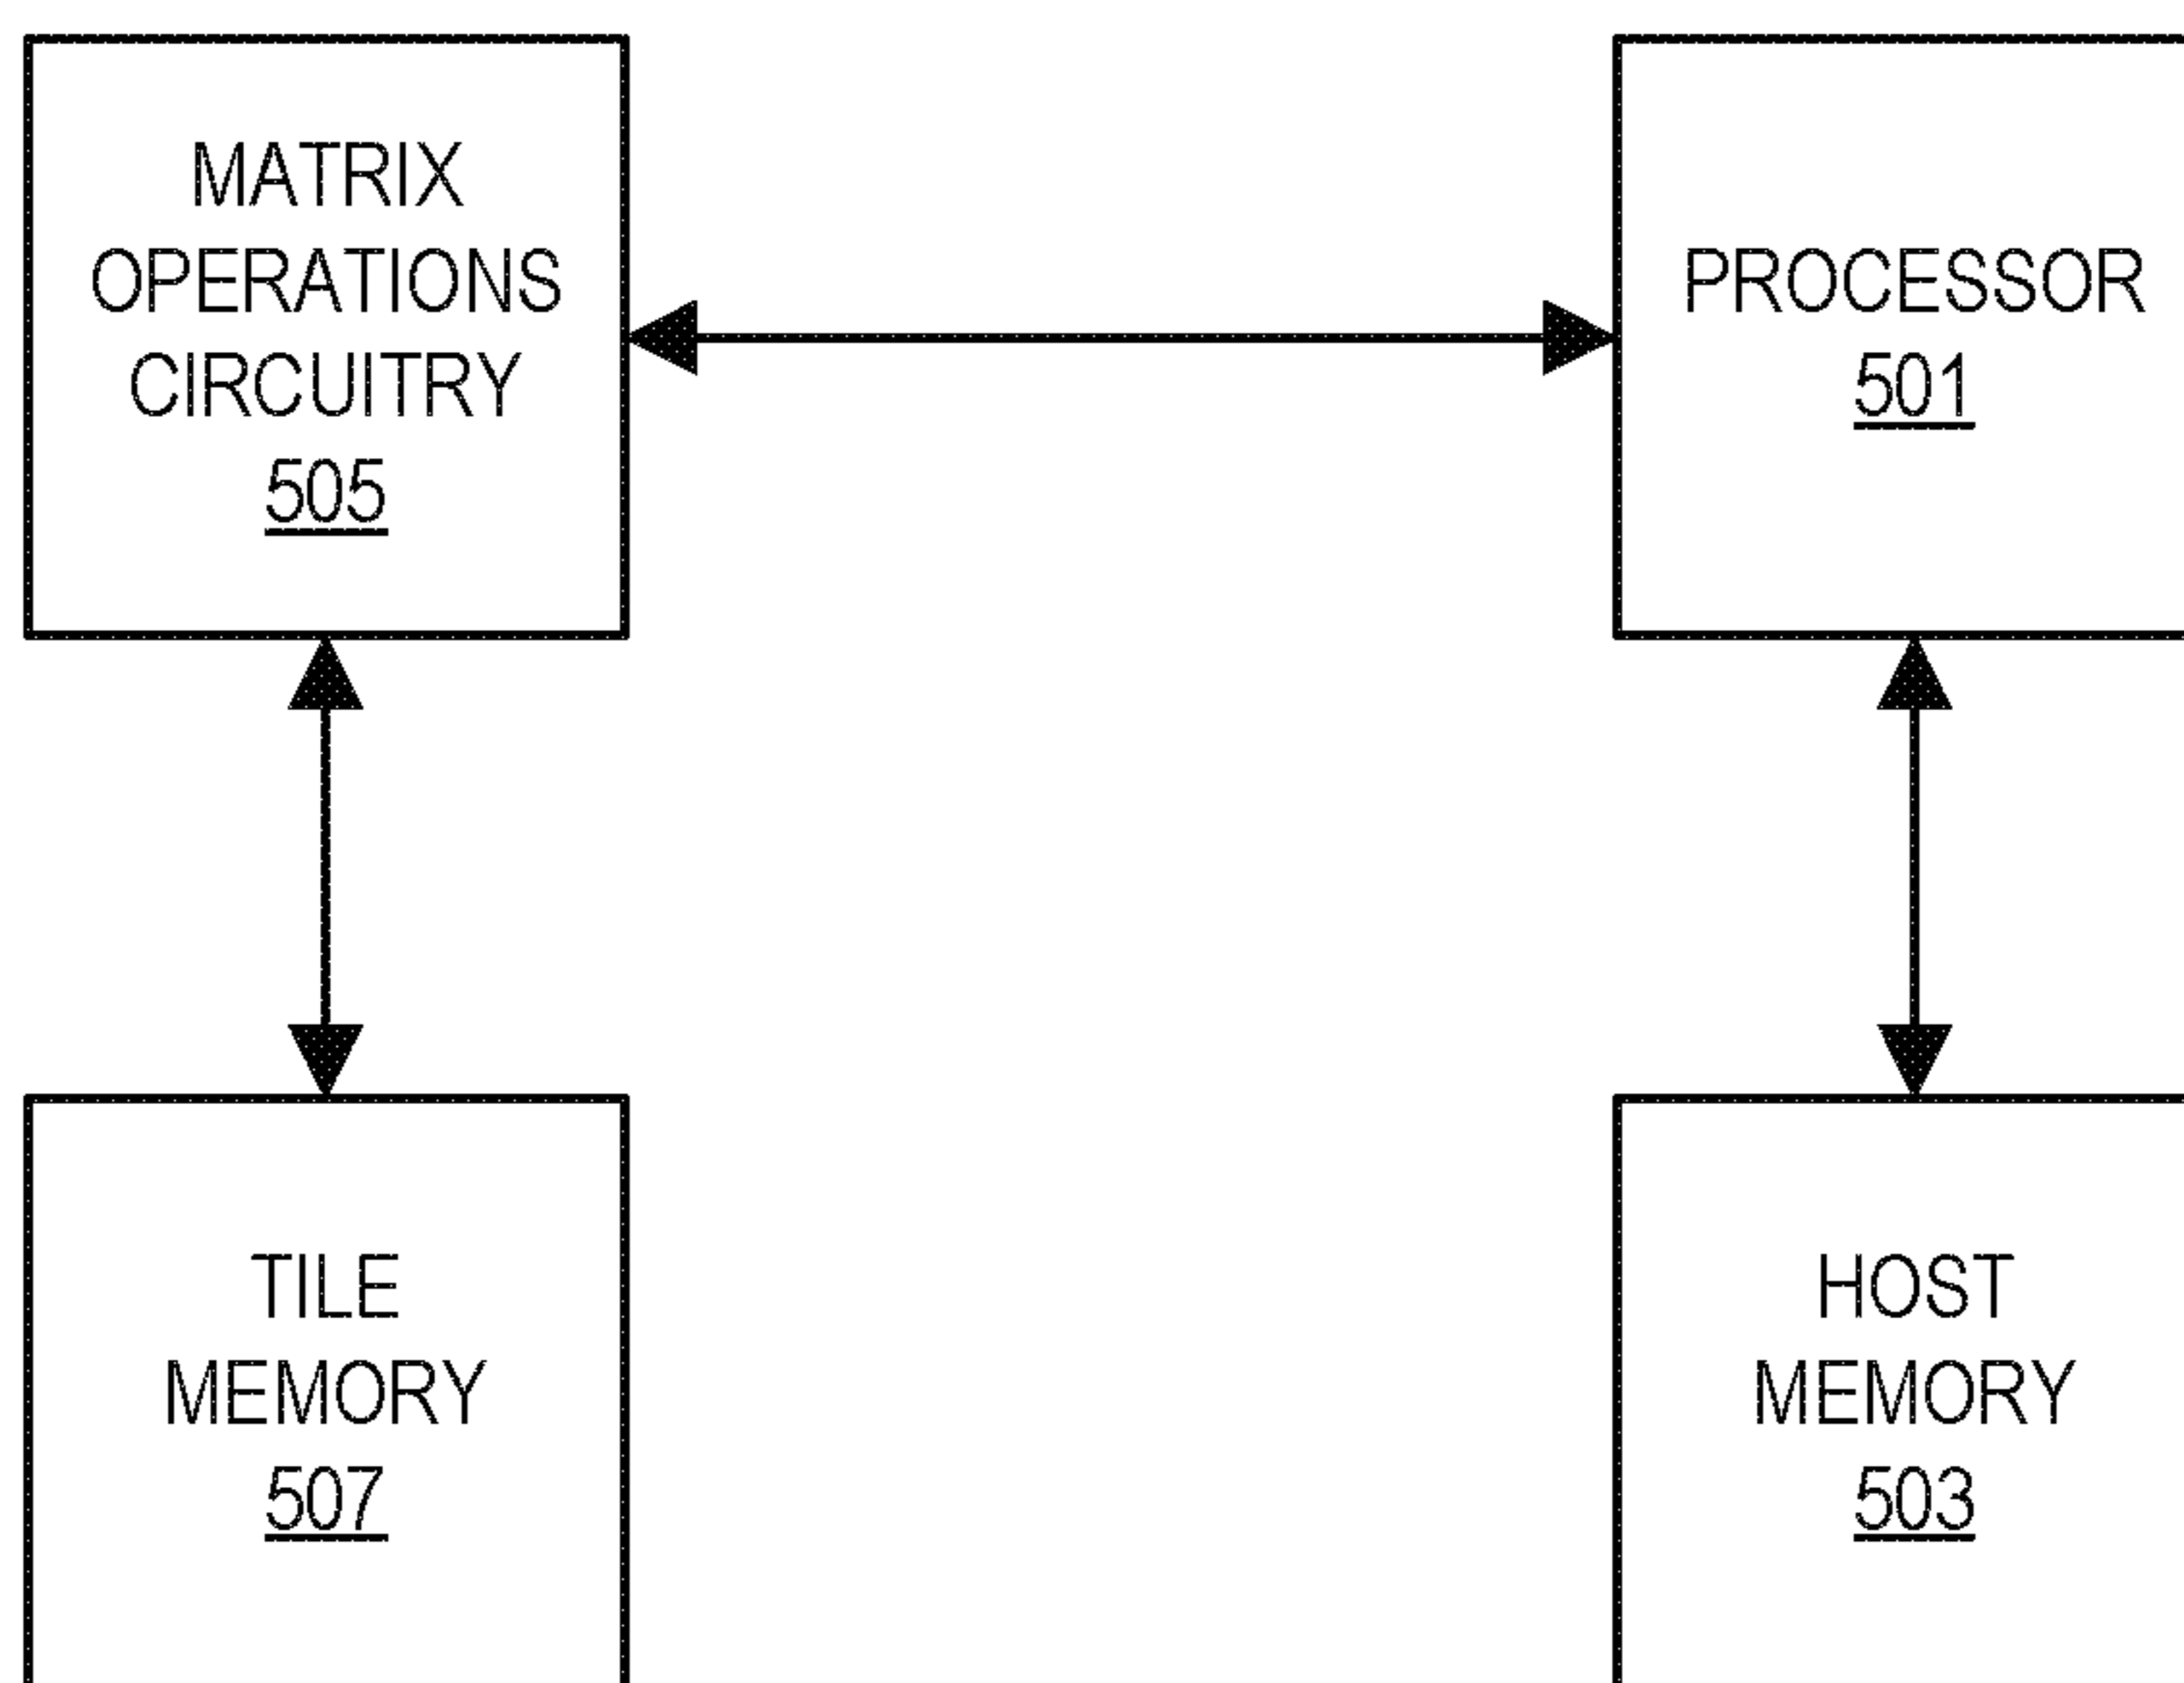 MATRIX
OPERATIONS
CIRCUITRY
505
PROCESSOR
501
TILE
MEMORY
507
HOST
MEMORY
503